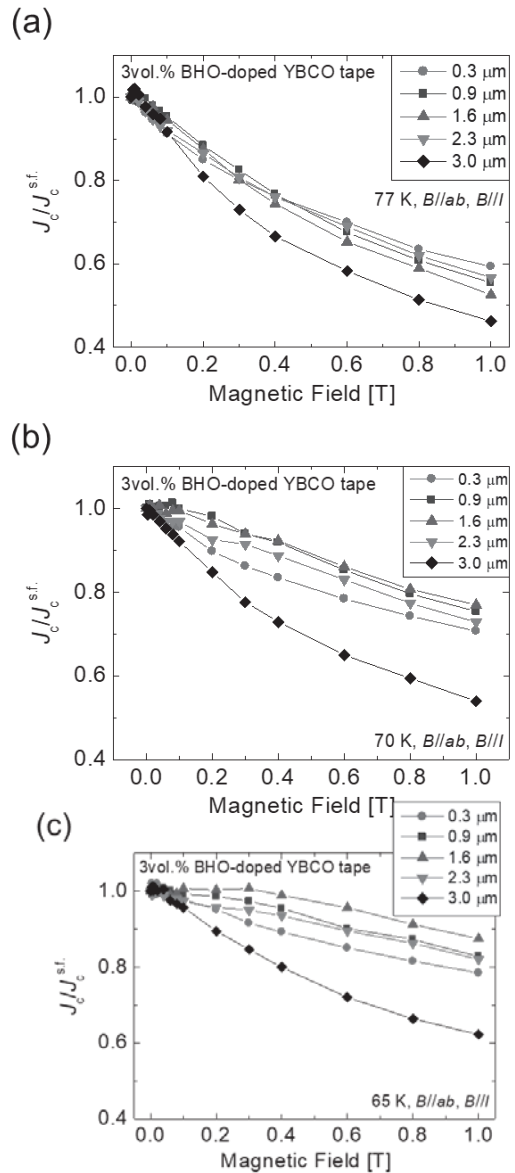 (a)
3vol.% BHO-doped YBCO tape
0.3 μm
0.9 μm
1.6 μm
2.3 μm
3.0 μm
77 K, B//ab, B//I
1.0
0.8
0.6
0.4
J_c/J_c^s.f.
0.0 0.2 0.4 0.6 0.8 1.0
Magnetic Field [T]
(b)
3vol.% BHO-doped YBCO tape
0.3 μm
0.9 μm
1.6 μm
2.3 μm
3.0 μm
70 K, B//ab, B//I
1.0
0.8
0.6
0.4
J_c/J_c^s.f.
0.0 0.2 0.4 0.6 0.8 1.0
Magnetic Field [T]
(c)
3vol.% BHO-doped YBCO tape
0.3 μm
0.9 μm
1.6 μm
2.3 μm
3.0 μm
65 K, B//ab, B//I
1.0
0.8
0.6
0.4
J_c/J_c^s.f.
0.0 0.2 0.4 0.6 0.8 1.0
Magnetic Field [T]